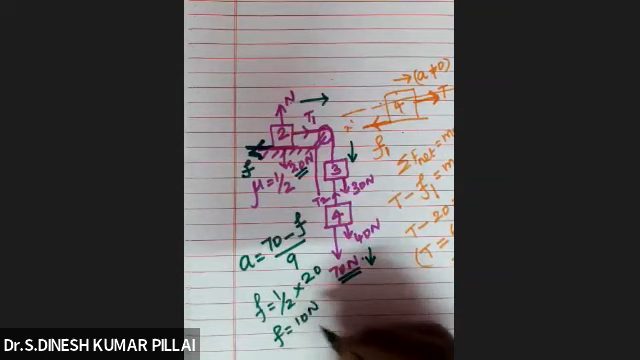 N
→
2
T₁
f
20N
μ=1/2
3
30N
T2
4
40N
70N
a = 70-f / 9
f = 1/2 × 20
f = 10N
→(a≠0)
4
T
f₁
ΣFnet = m
T - f₁ = m
T - 20 =
(T =
Dr.S.DINESH KUMAR PILLAI